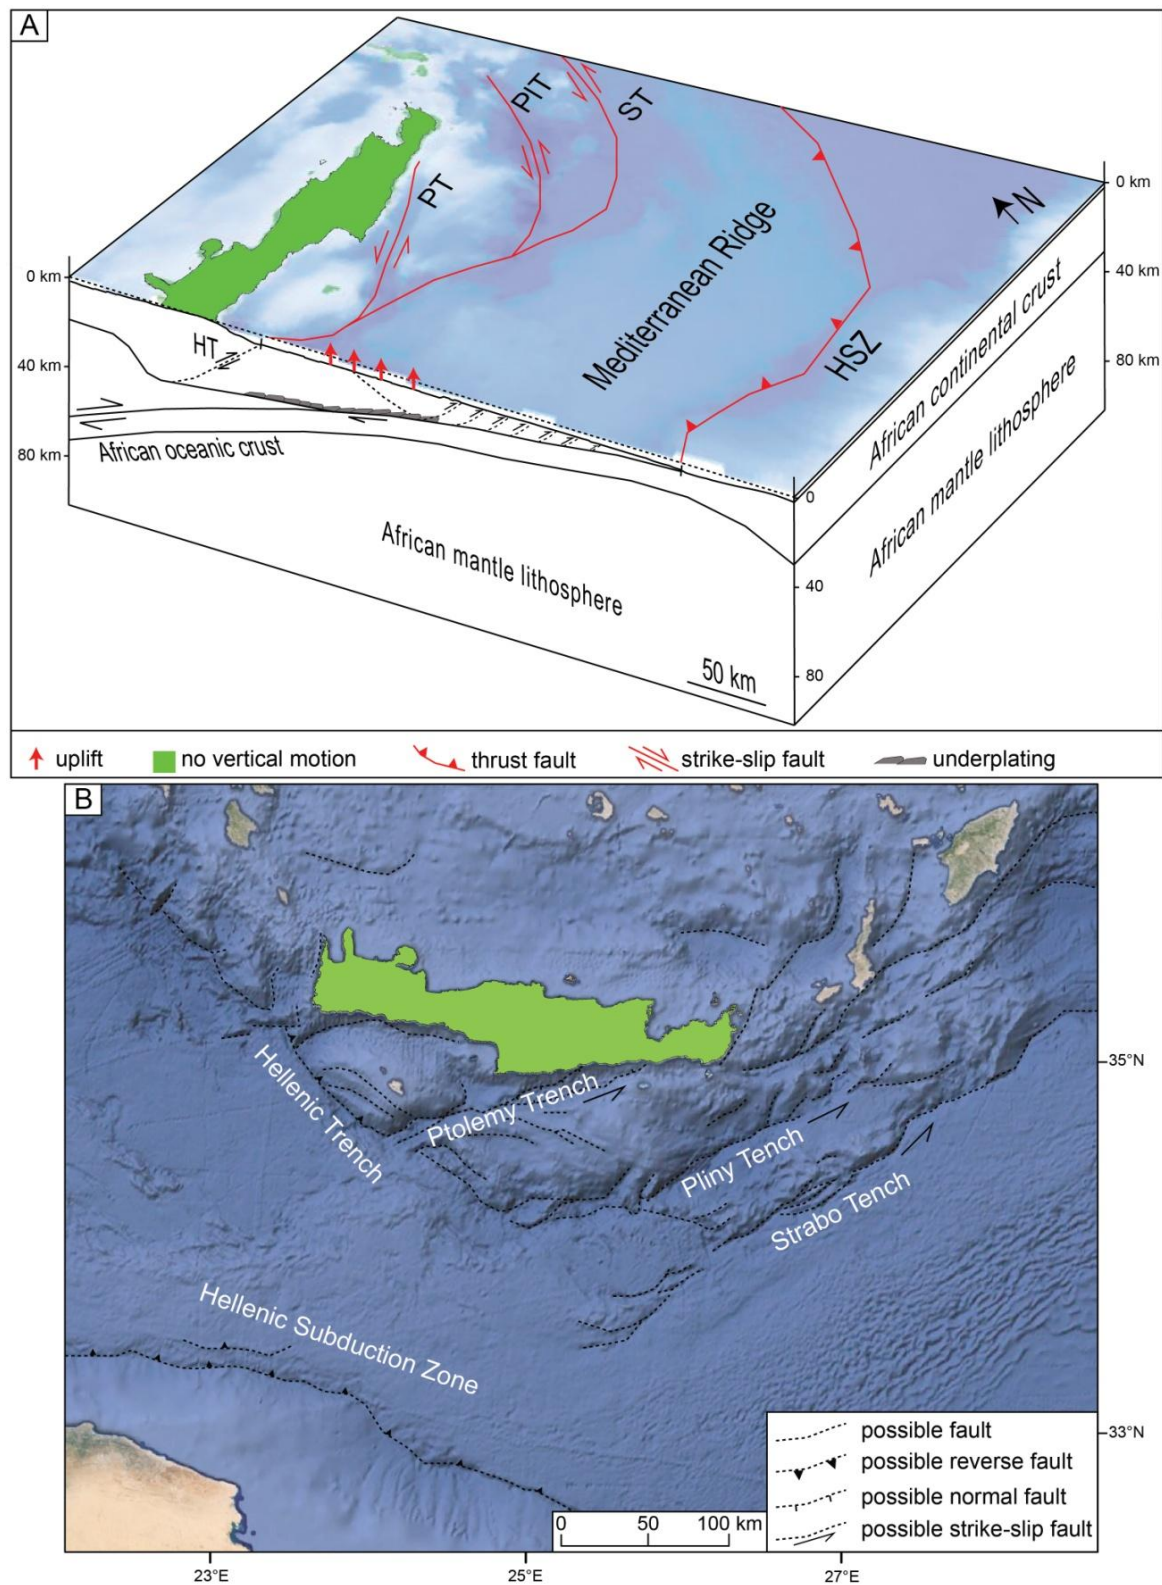 A
PIT
ST
PT
N
0 km
Mediterranean Ridge
40 km
0 km
HSZ
HT
African continental crust
80 km
40 km
African mantle lithosphere
African oceanic crust
80 km
0
African mantle lithosphere
40
50 km
80
uplift
no vertical motion
thrust fault
strike-slip fault
underplating
B
35°N
Hellenic Trench
Ptolemy Trench
Pliny Tench
Strabo Tench
Hellenic Subduction Zone
33°N
possible fault
possible reverse fault
possible normal fault
possible strike-slip fault
0 50 100 km
23°E 25°E 27°E